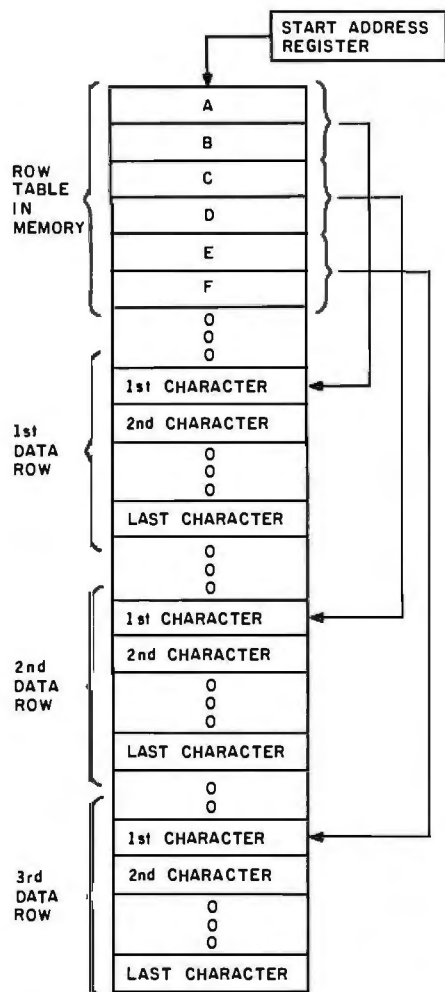 START ADDRESS
REGISTER
ROW
TABLE
IN
MEMORY
A
B
C
D
E
F
O
O
O
1st
DATA
ROW
1st CHARACTER
2nd CHARACTER
O
O
O
LAST CHARACTER
O
O
O
2nd
DATA
ROW
1st CHARACTER
2nd CHARACTER
O
O
O
LAST CHARACTER
O
O
3rd
DATA
ROW
1st CHARACTER
2nd CHARACTER
O
O
O
LAST CHARACTER